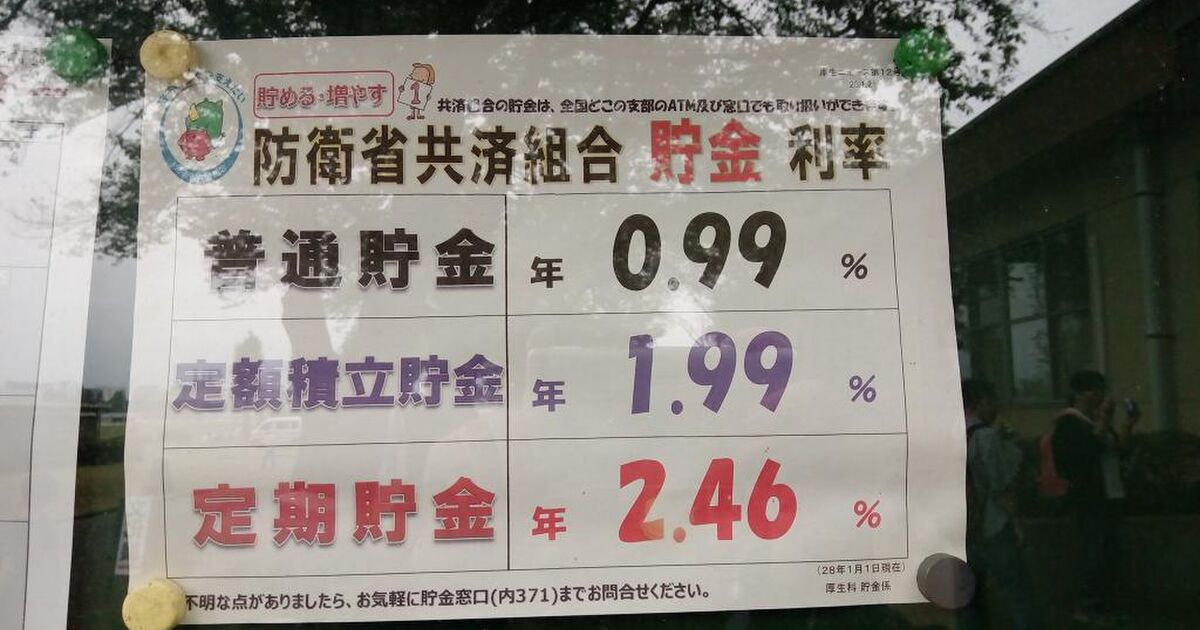 貯める・増やす
共済組合の貯金は、全国どこの支部のATM及び窓口でも取り扱いができます。
防衛省共済組合 貯金 利率
普通貯金 年 0.99 %
定額積立貯金 年 1.99 %
定期貯金 年 2.46 %
(28年1月1日現在)
不明な点がありましたら、お気軽に貯金窓口(内371)までお問合せください。
厚生科 貯金係